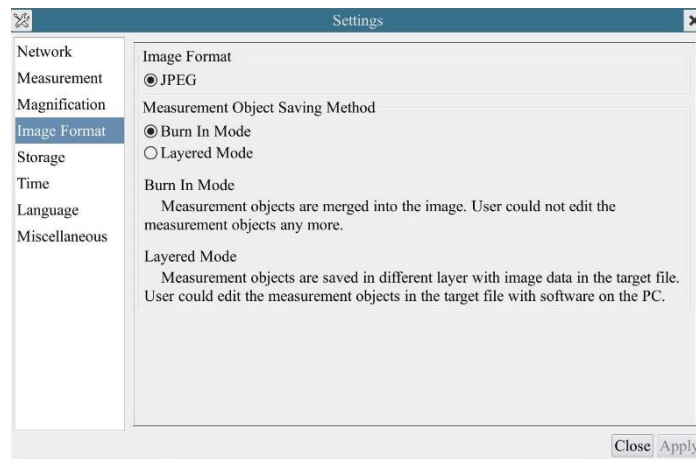 Settings
Network
Measurement
Magnification
Image Format
Storage
Time
Language
Miscellaneous
Image Format
JPEG
Measurement Object Saving Method
Burn In Mode
Layered Mode
Burn In Mode
Measurement objects are merged into the image. User could not edit the
measurement objects any more.
Layered Mode
Measurement objects are saved in different layer with image data in the target file.
User could edit the measurement objects in the target file with software on the PC.
Close Apply